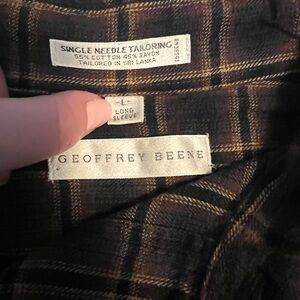 SINGLE NEEDLE TAILORING
55% COTTON 45% RAYON
TAILORED IN SRI LANKA
-L-
LONG
SLEEVE
GEOFFREY BEENE